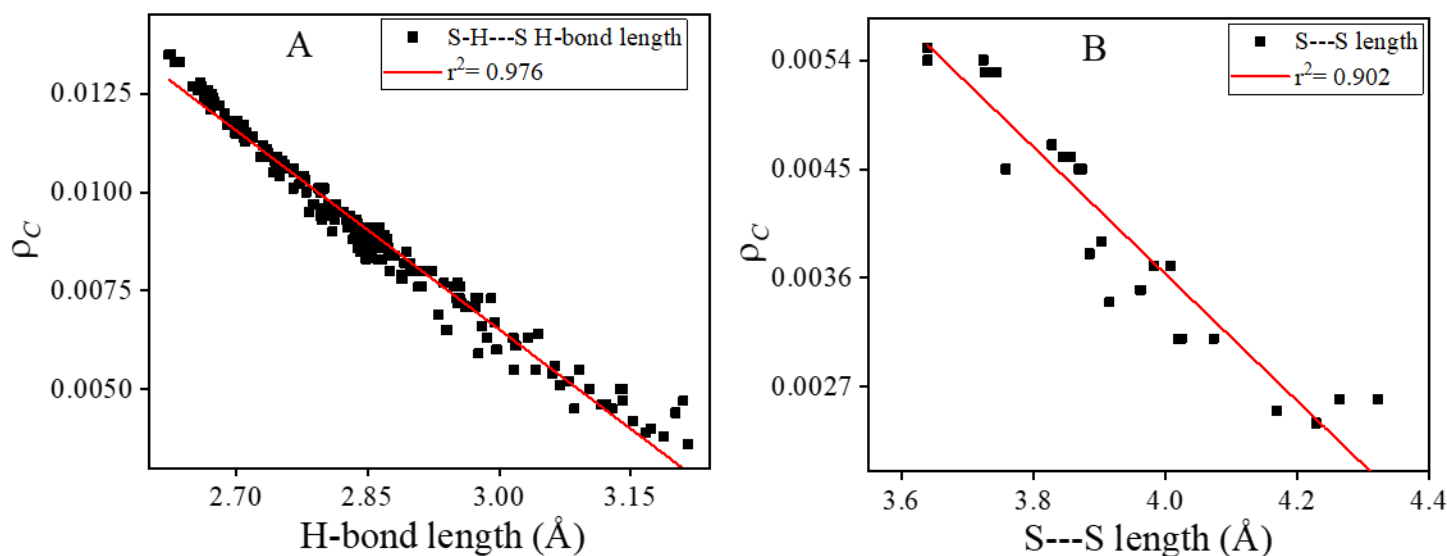 A
S-H---S H-bond length
r²= 0.976
ρC
0.0125
0.0100
0.0075
0.0050
2.70 2.85 3.00 3.15
H-bond length (Å)
B
S---S length
r²= 0.902
ρC
0.0054
0.0045
0.0036
0.0027
3.6 3.8 4.0 4.2 4.4
S---S length (Å)